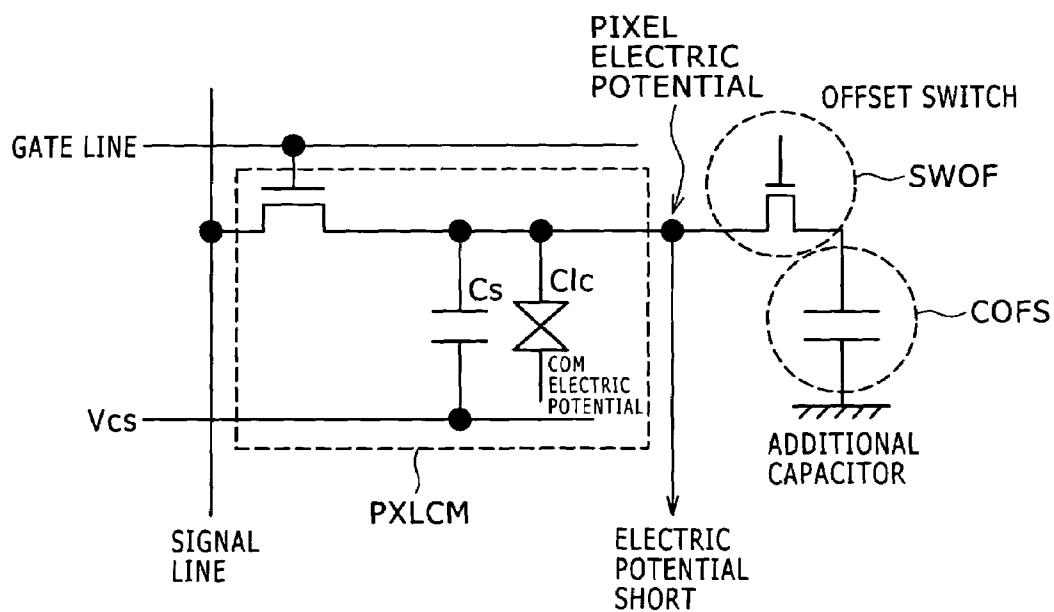 PIXEL
ELECTRIC
POTENTIAL
OFFSET SWITCH
GATE LINE
SWOF
Cs
Clc
COFS
COM
ELECTRIC
POTENTIAL
Vcs
ADDITIONAL
CAPACITOR
PXLCM
SIGNAL
LINE
ELECTRIC
POTENTIAL
SHORT